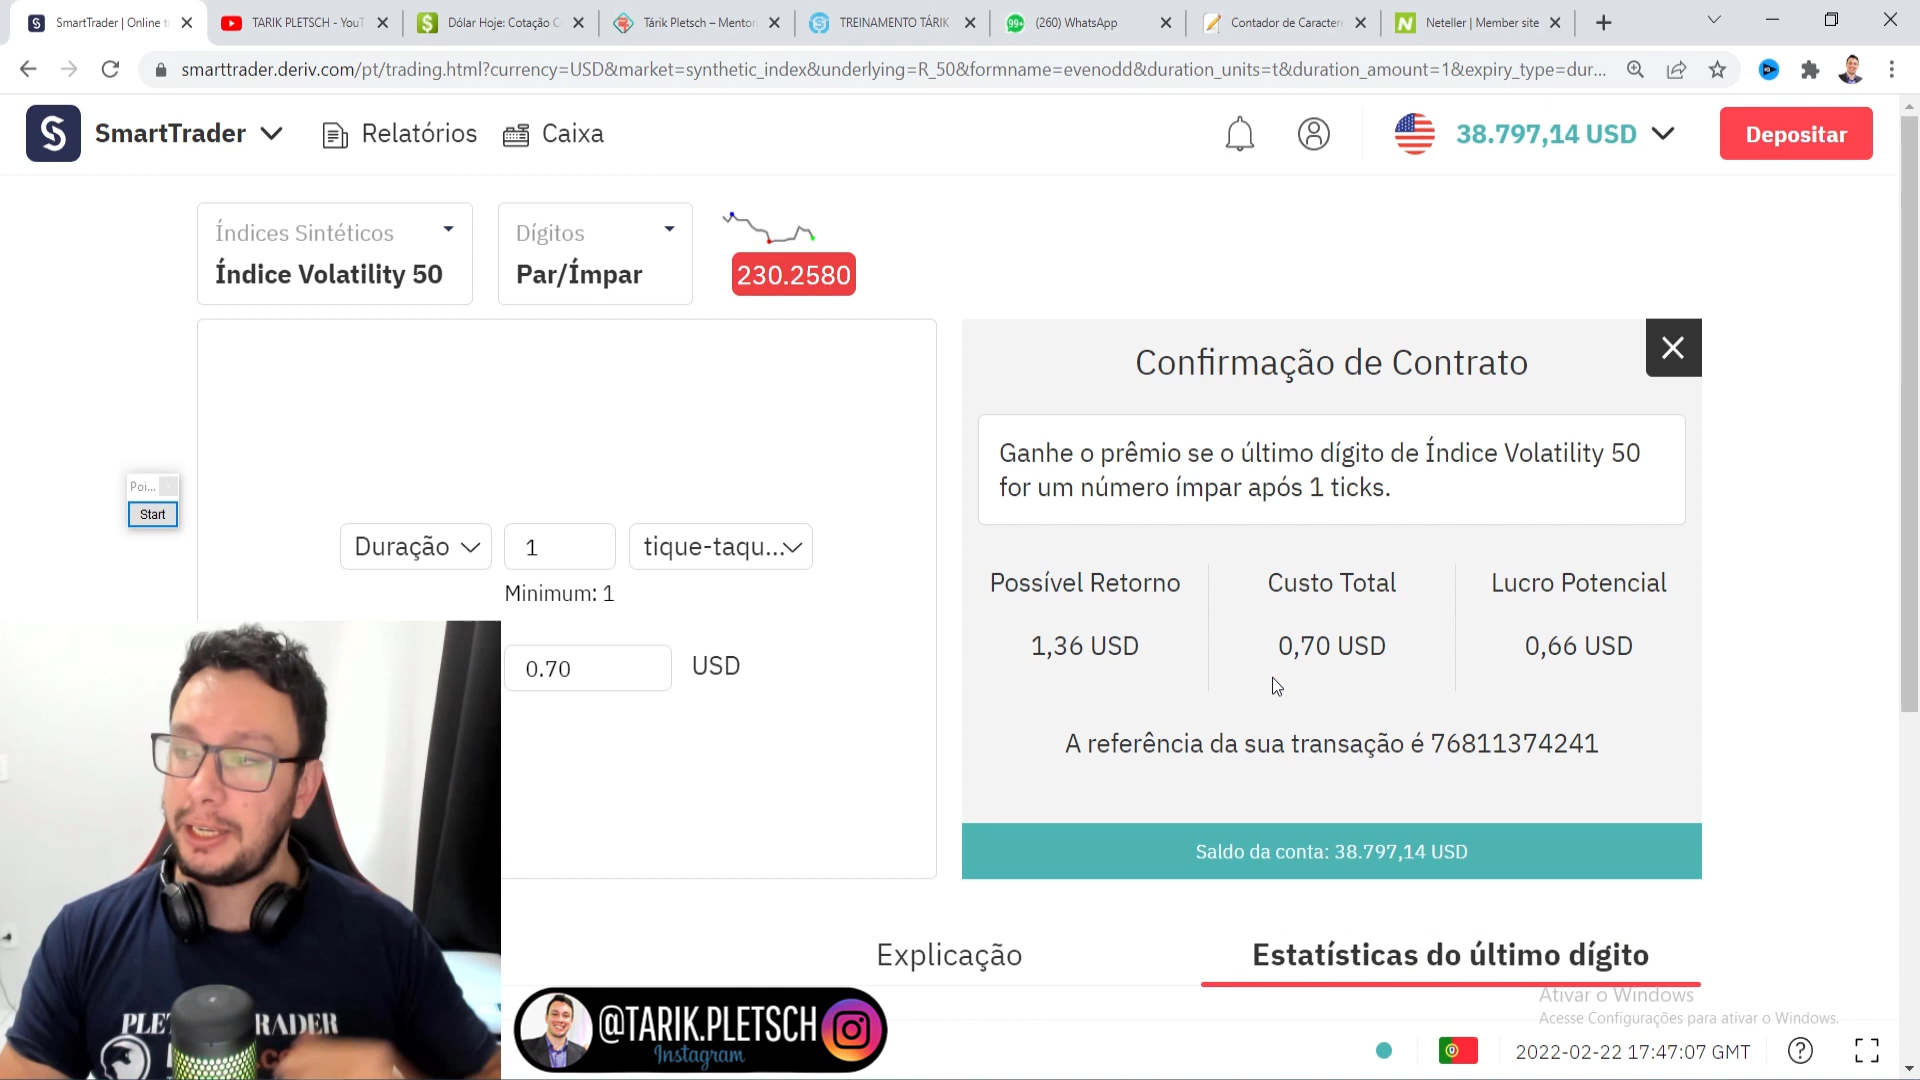 SmartTrader | Online t
TARIK PLETSCH - YouT
Dólar Hoje: Cotação C
Tárik Pletsch – Mentor
TREINAMENTO TÁRIK
(260) WhatsApp
Contador de Caractere
Neteller | Member site
smarttrader.deriv.com/pt/trading.html?currency=USD&market=synthetic_index&underlying=R_50&formname=evenodd&duration_units=t&duration_amount=1&expiry_type=dur...
SmartTrader
Relatórios
Caixa
38.797,14 USD
Depositar
Índices Sintéticos
Índice Volatility 50
Dígitos
Par/Ímpar
230.2580
Confirmação de Contrato
Ganhe o prêmio se o último dígito de Índice Volatility 50
for um número ímpar após 1 ticks.
Poi...
Start
Duração
1
tique-taqu...
Minimum: 1
0.70
USD
Possível Retorno
Custo Total
Lucro Potencial
1,36 USD
0,70 USD
0,66 USD
A referência da sua transação é 76811374241
Saldo da conta: 38.797,14 USD
Explicação
Estatísticas do último dígito
Ativar o Windows
Acesse Configurações para ativar o Windows.
@TARIK.PLETSCH
Instagram
2022-02-22 17:47:07 GMT